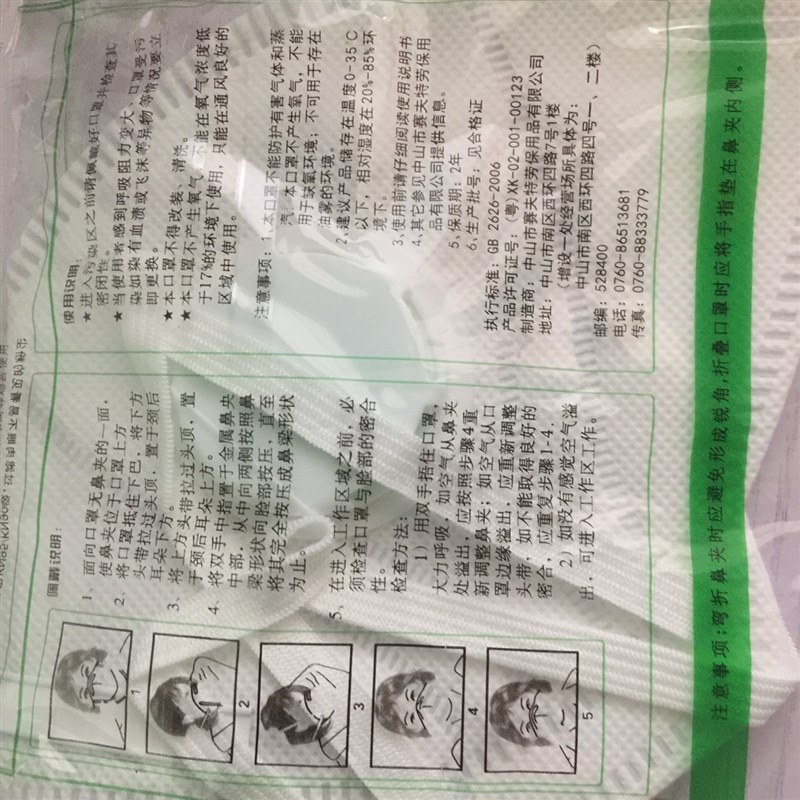 佩戴说明：
1、面向口罩无鼻夹的一面，
使鼻夹位于口罩上方
2、将口罩抵住下巴，将下方
头带拉过头顶，置于颈后
耳朵下方。
3、将上方头带拉过头顶，置
于颈后耳朵上方。
4、将双手中指置于金属鼻夹
中部，从中向两侧按照鼻
梁形状向脸部按压，直至
将其完全按压成鼻梁形状
为止。
5、在进入工作区域之前，必
须检查口罩与脸部的密合
性。
检查方法：
1）用双手捂住口罩，
大力呼吸，如空气从鼻夹
处溢出，应按照步骤4重
新调整鼻夹；如空气从口
罩边缘溢出，应重新调整
头带，如不能取得良好的
密合，应重复步骤1-4．
2）如没有感觉空气溢
出，可进入工作区工作。
1
2
3
4
5
使用说明：
★进入污染区之前请佩戴好口罩并检查其
密闭性。
★当使用者感到呼吸阻力变大、口罩受污
染如染有血渍或飞沫等异物等情况要立
即更换。
★本口罩不得改装、清洗。
★本口罩不产生氧气，不能在氧气浓度低
于17%的环境下使用，只能在通风良好的
区域中使用。
注意事项：1、本口罩不能防护有害气体和蒸
汽，本口罩不产生氧气，不能
用于缺氧环境；不可用于存在
油雾的环境。
2、建议产品储存在温度0-35℃
以下，相对湿度在20%-85%环
境下。
3、使用前请仔细阅读使用说明书
4、其它参见中山市赛夫特劳保用
品有限公司提供信息。
5、保质期：2年
6、生产批号：见合格证
执行标准：GB 2626-2006
产品许可证号：(粤)XK-02-001-00123
制造商：中山市赛夫特劳保用品有限公司
地址：中山市南区西环四路7号1楼
（增设一处经营场所具体为：
中山市南区西环四路四号一、二楼）
邮编：528400
电话：0760-86513681
传真：0760-88333779
注意事项：弯折鼻夹时应避免形成锐角，折叠口罩时应将手指垫在鼻夹内侧。